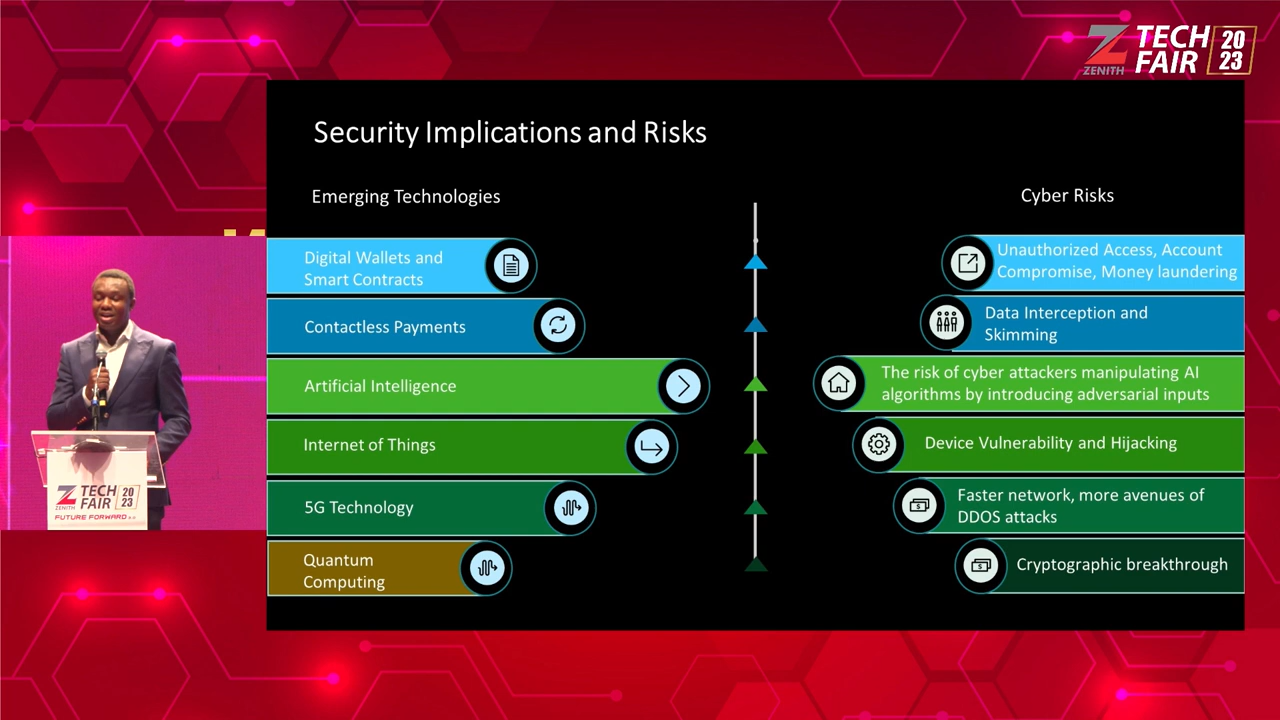 ZENITH
TECH
FAIR
20
23
Security Implications and Risks
Emerging Technologies
Cyber Risks
Digital Wallets and
Smart Contracts
Unauthorized Access, Account
Compromise, Money laundering
Contactless Payments
Data Interception and
Skimming
Artificial Intelligence
The risk of cyber attackers manipulating AI
algorithms by introducing adversarial inputs
Internet of Things
Device Vulnerability and Hijacking
5G Technology
Faster network, more avenues of
DDOS attacks
Quantum
Computing
Cryptographic breakthrough
ZENITH
TECH
FAIR
20
23
FUTURE FORWARD